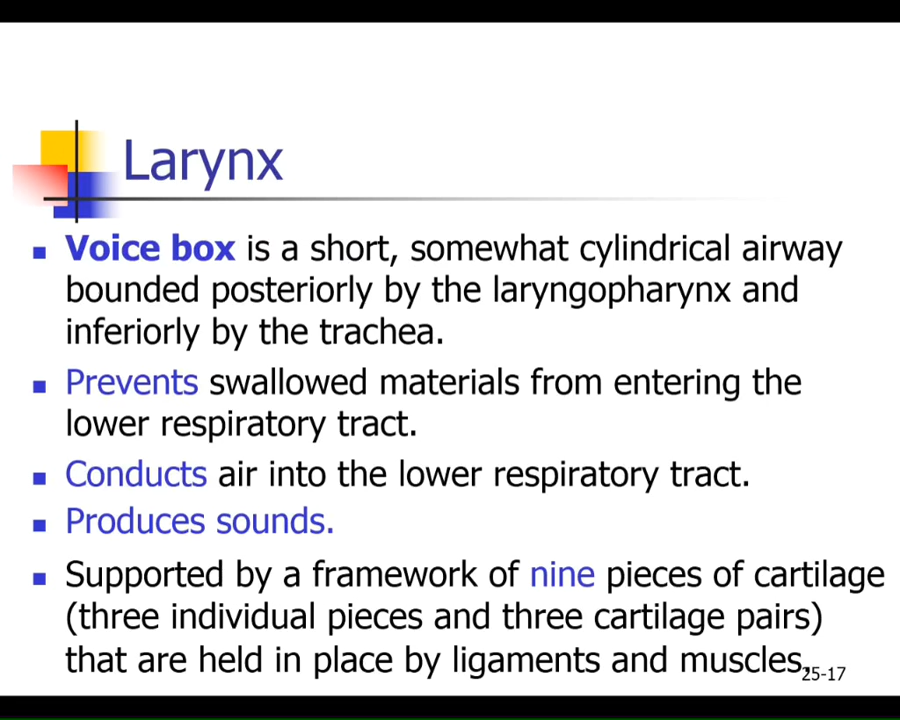 Larynx
Voice box is a short, somewhat cylindrical airway
bounded posteriorly by the laryngopharynx and
inferiorly by the trachea.
Prevents swallowed materials from entering the
lower respiratory tract.
Conducts air into the lower respiratory tract.
Produces sounds.
Supported by a framework of nine pieces of cartilage
(three individual pieces and three cartilage pairs)
that are held in place by ligaments and muscles.
25-17